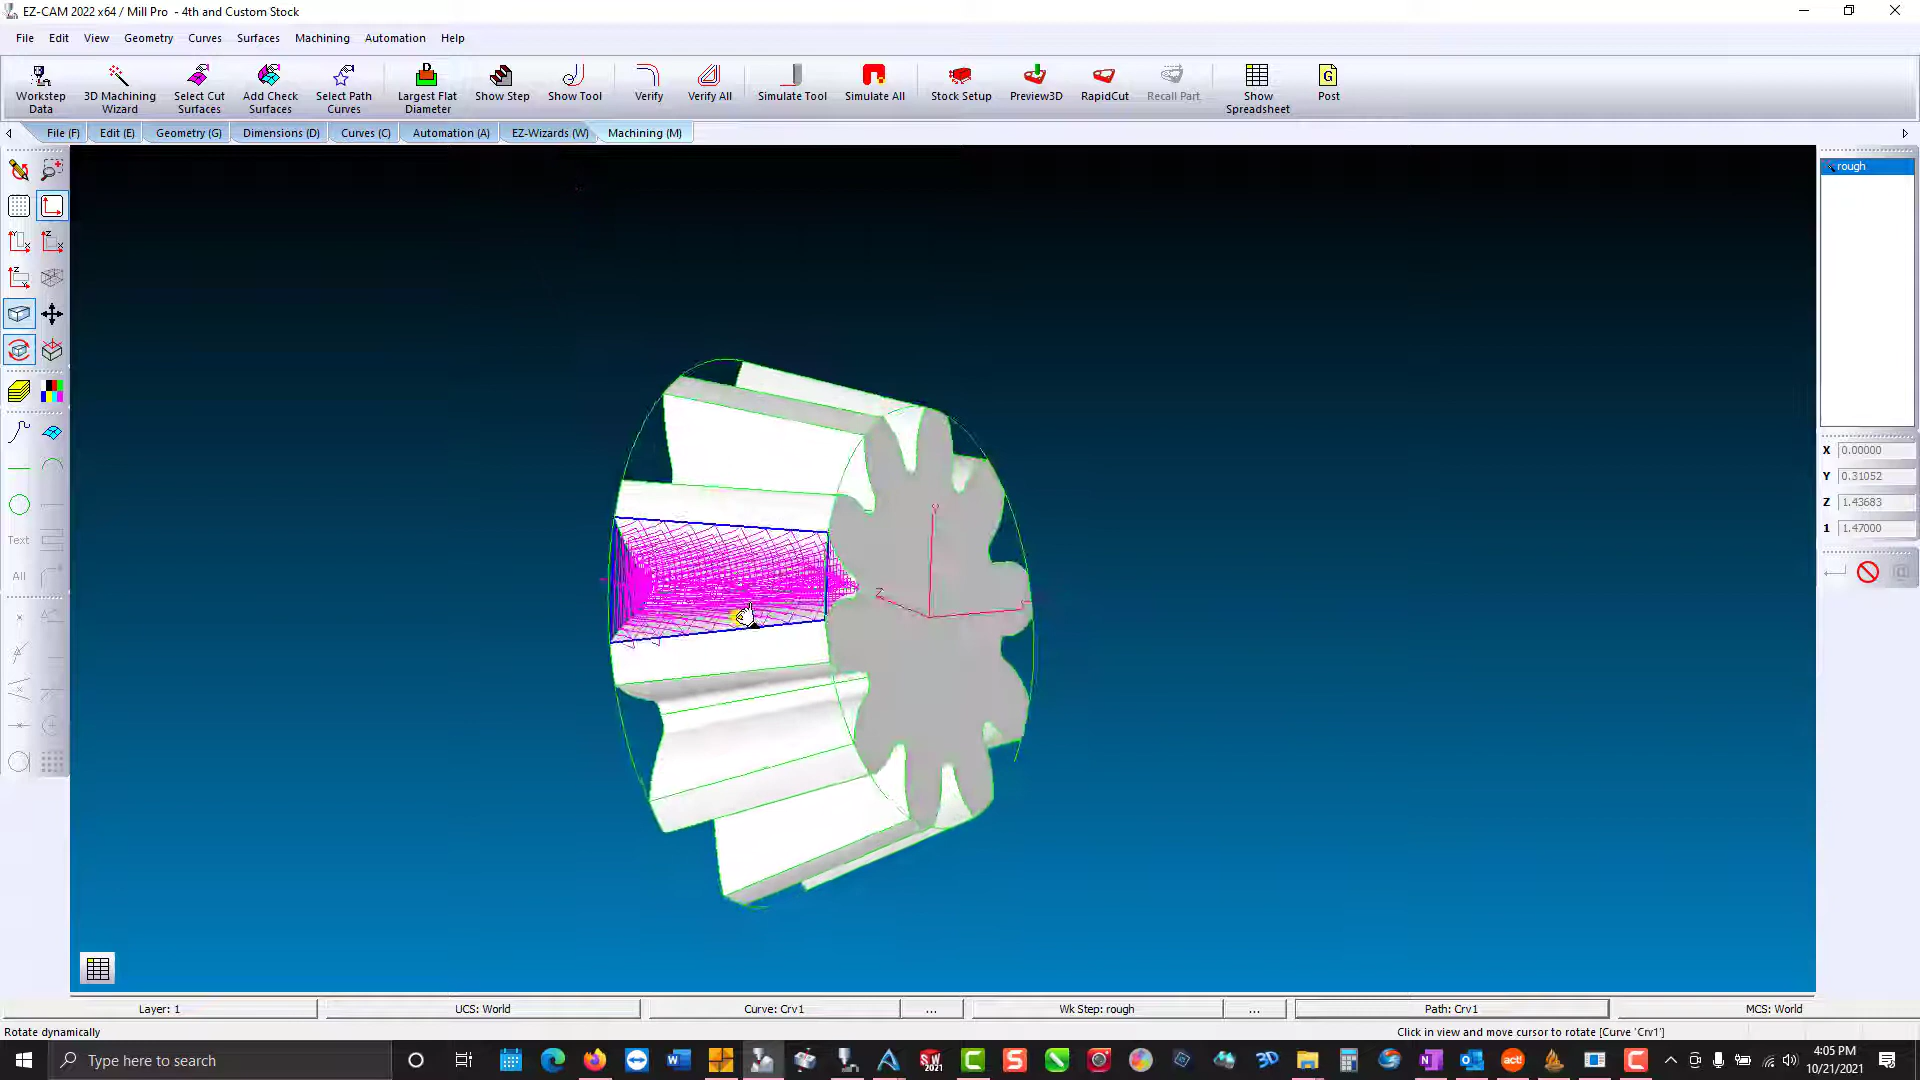 EZ-CAM 2022 x64 / Mill Pro - 4th and Custom Stock
File Edit View Geometry Curves Surfaces Machining Automation Help
Workstep Data
3D Machining Wizard
Select Cut Surfaces
Add Check Surfaces
Select Path Curves
Largest Flat Diameter
Show Step
Show Tool
Verify
Verify All
Simulate Tool
Simulate All
Stock Setup
Preview3D
RapidCut
Recall Part
Show Spreadsheet
Post
File (F) Edit (E) Geometry (G) Dimensions (D) Curves (C) Automation (A) EZ-Wizards (W) Machining (M)
rough
X 0.00000
Y 0.31052
Z 1.43683
1 1.47000
Text
All
Y
Z
Layer: 1 UCS: World Curve: Crv1 ... Wk Step: rough ... Path: Crv1 MCS: World
Rotate dynamically Click in view and move cursor to rotate [Curve 'Crv1']
Type here to search
4:05 PM
10/21/2021